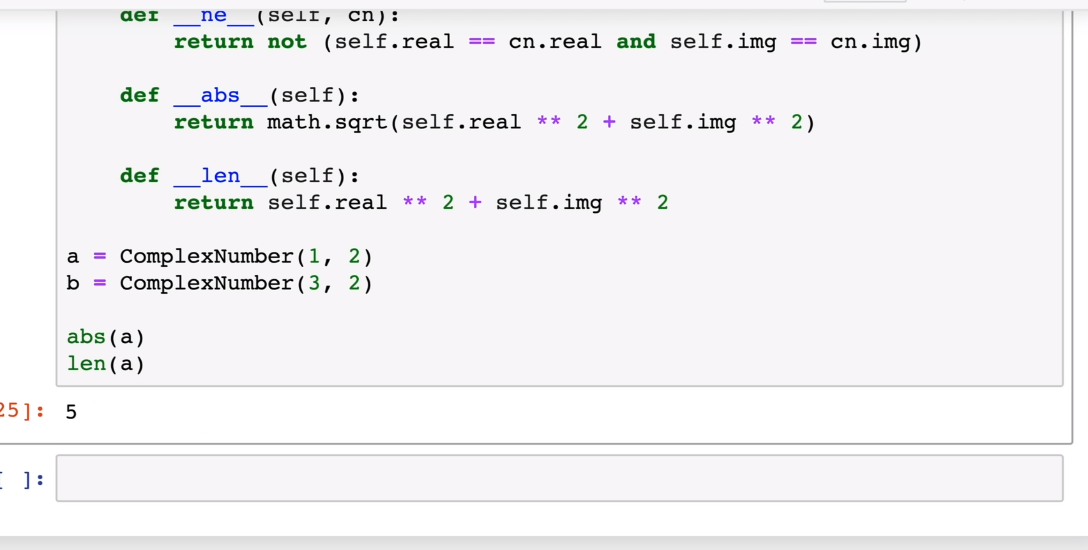 def __ne__(self, cn):
return not (self.real == cn.real and self.img == cn.img)
def __abs__(self):
return math.sqrt(self.real ** 2 + self.img ** 2)
def __len__(self):
return self.real ** 2 + self.img ** 2
a = ComplexNumber(1, 2)
b = ComplexNumber(3, 2)
abs(a)
len(a)
25]: 5
[ ]: